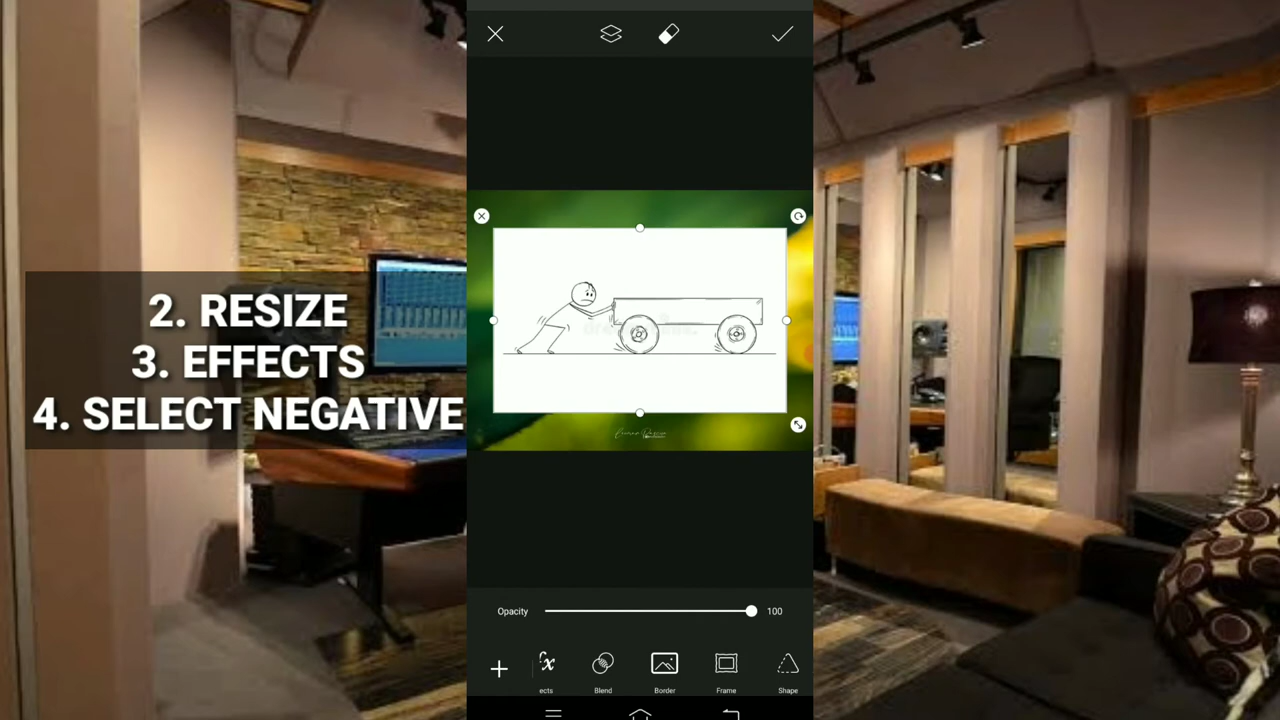 2. RESIZE
3. EFFECTS
4. SELECT NEGATIVE
Opacity
100
ects
Blend
Border
Frame
Shape